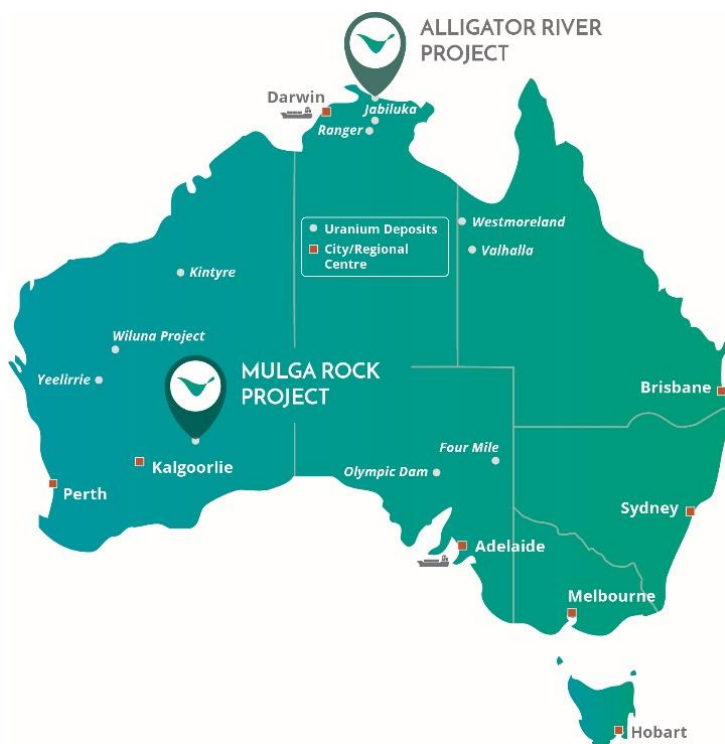 ALLIGATOR RIVER
PROJECT
Darwin
Jabiluka
Ranger
Uranium Deposits
City/Regional
Centre
Westmoreland
Valhalla
Kintyre
Wiluna Project
Yeelirrie
MULGA ROCK
PROJECT
Brisbane
Kalgoorlie
Four Mile
Olympic Dam
Perth
Sydney
Adelaide
Melbourne
Hobart